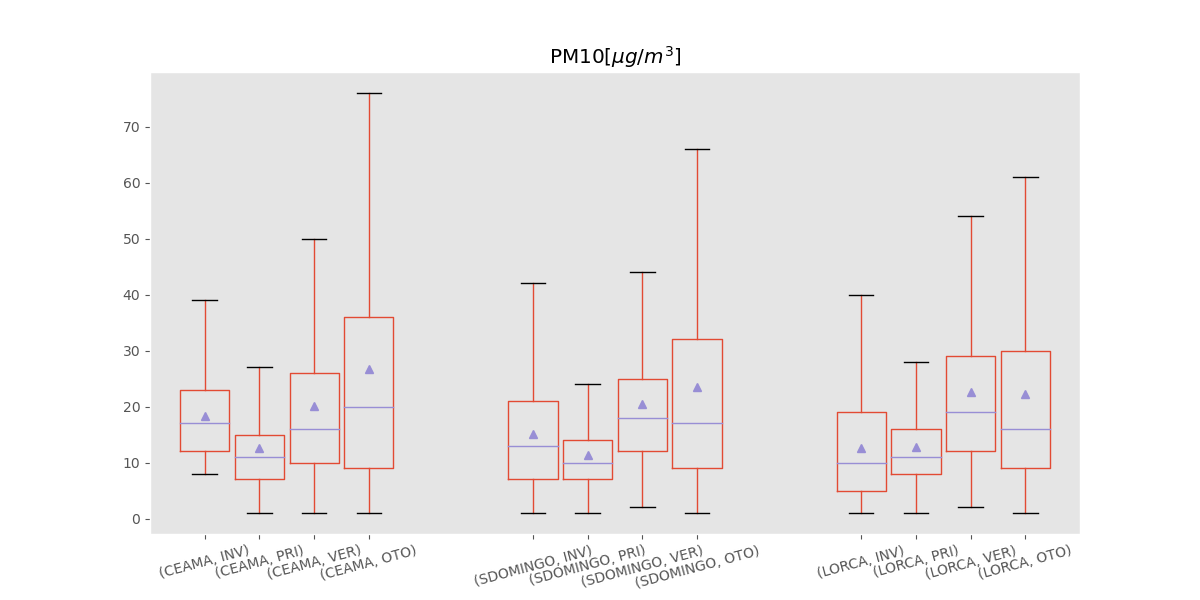 PM10[μg/m³]
70
60
50
40
30
20
10
0
(CEAMA, INV)
(CEAMA, PRI)
(CEAMA, VER)
(CEAMA, OTO)
(SDOMINGO, INV)
(SDOMINGO, PRI)
(SDOMINGO, VER)
(SDOMINGO, OTO)
(LORCA, INV)
(LORCA, PRI)
(LORCA, VER)
(LORCA, OTO)